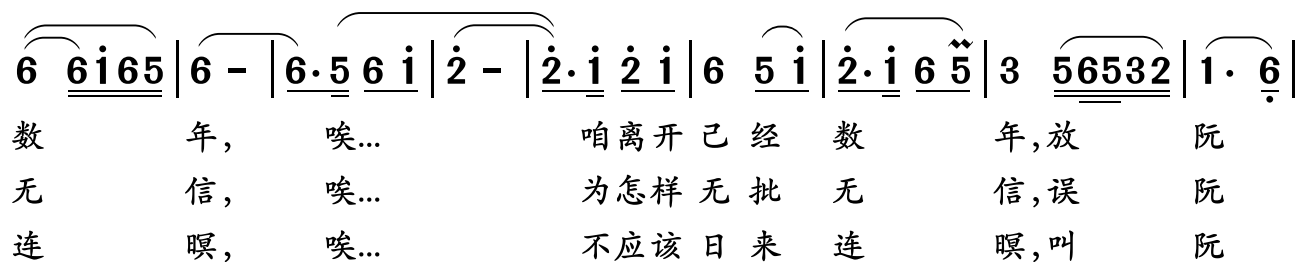 6 6i65 | 6 - | 6·5 6 i | 2̇ - | 2̇·i 2̇ i | 6 5 i | 2̇·i 6 5 | 3 56532 | 1· 6̣ |
数 年, 唉… 咱离开 己 经 数 年,放 阮
无 信, 唉… 为怎样 无 批 无 信,误 阮
连 暝, 唉… 不应该 日 来 连 暝,叫 阮